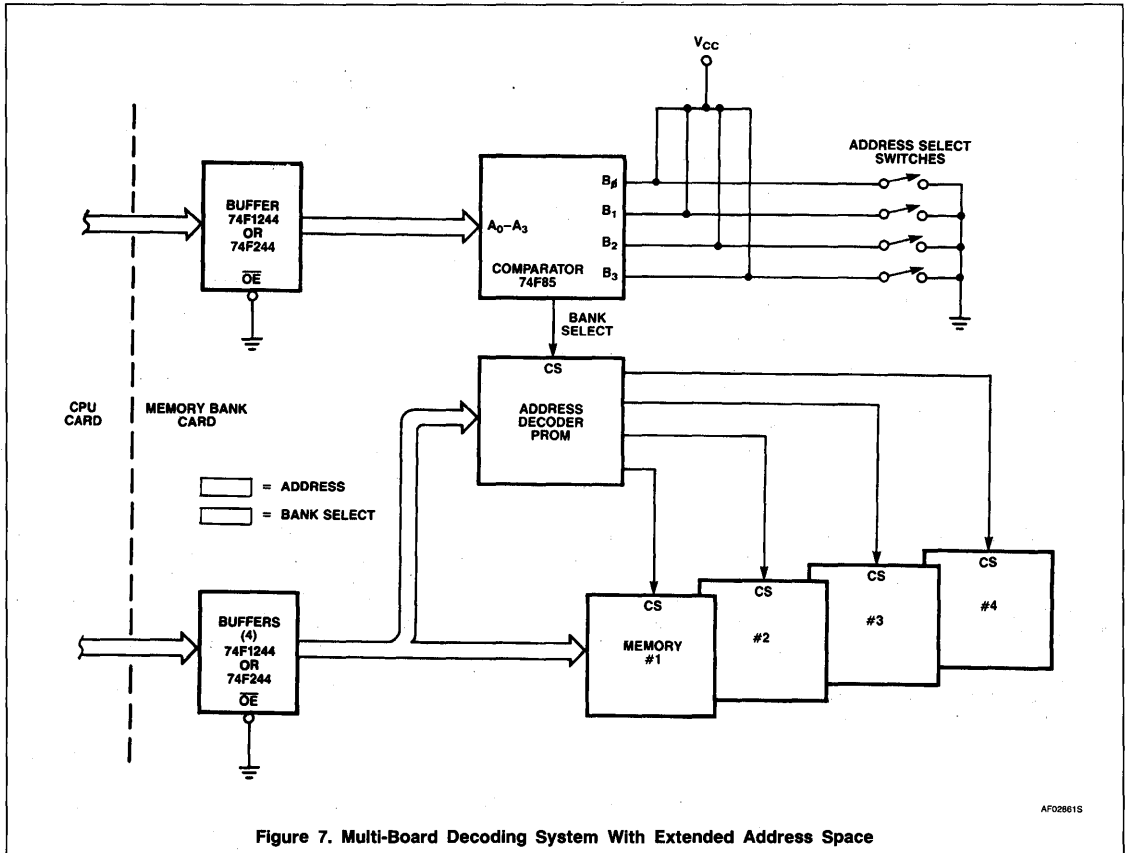 VCC
ADDRESS SELECT
SWITCHES
BUFFER
74F1244
OR
74F244
OE
A0–A3
COMPARATOR
74F85
B0
B1
B2
B3
BANK
SELECT
CS
ADDRESS
DECODER
PROM
CPU
CARD
MEMORY BANK
CARD
= ADDRESS
= BANK SELECT
BUFFERS
(4)
74F1244
OR
74F244
OE
CS
MEMORY
#1
CS
#2
CS
#3
CS
#4
AF02661S
Figure 7. Multi-Board Decoding System With Extended Address Space